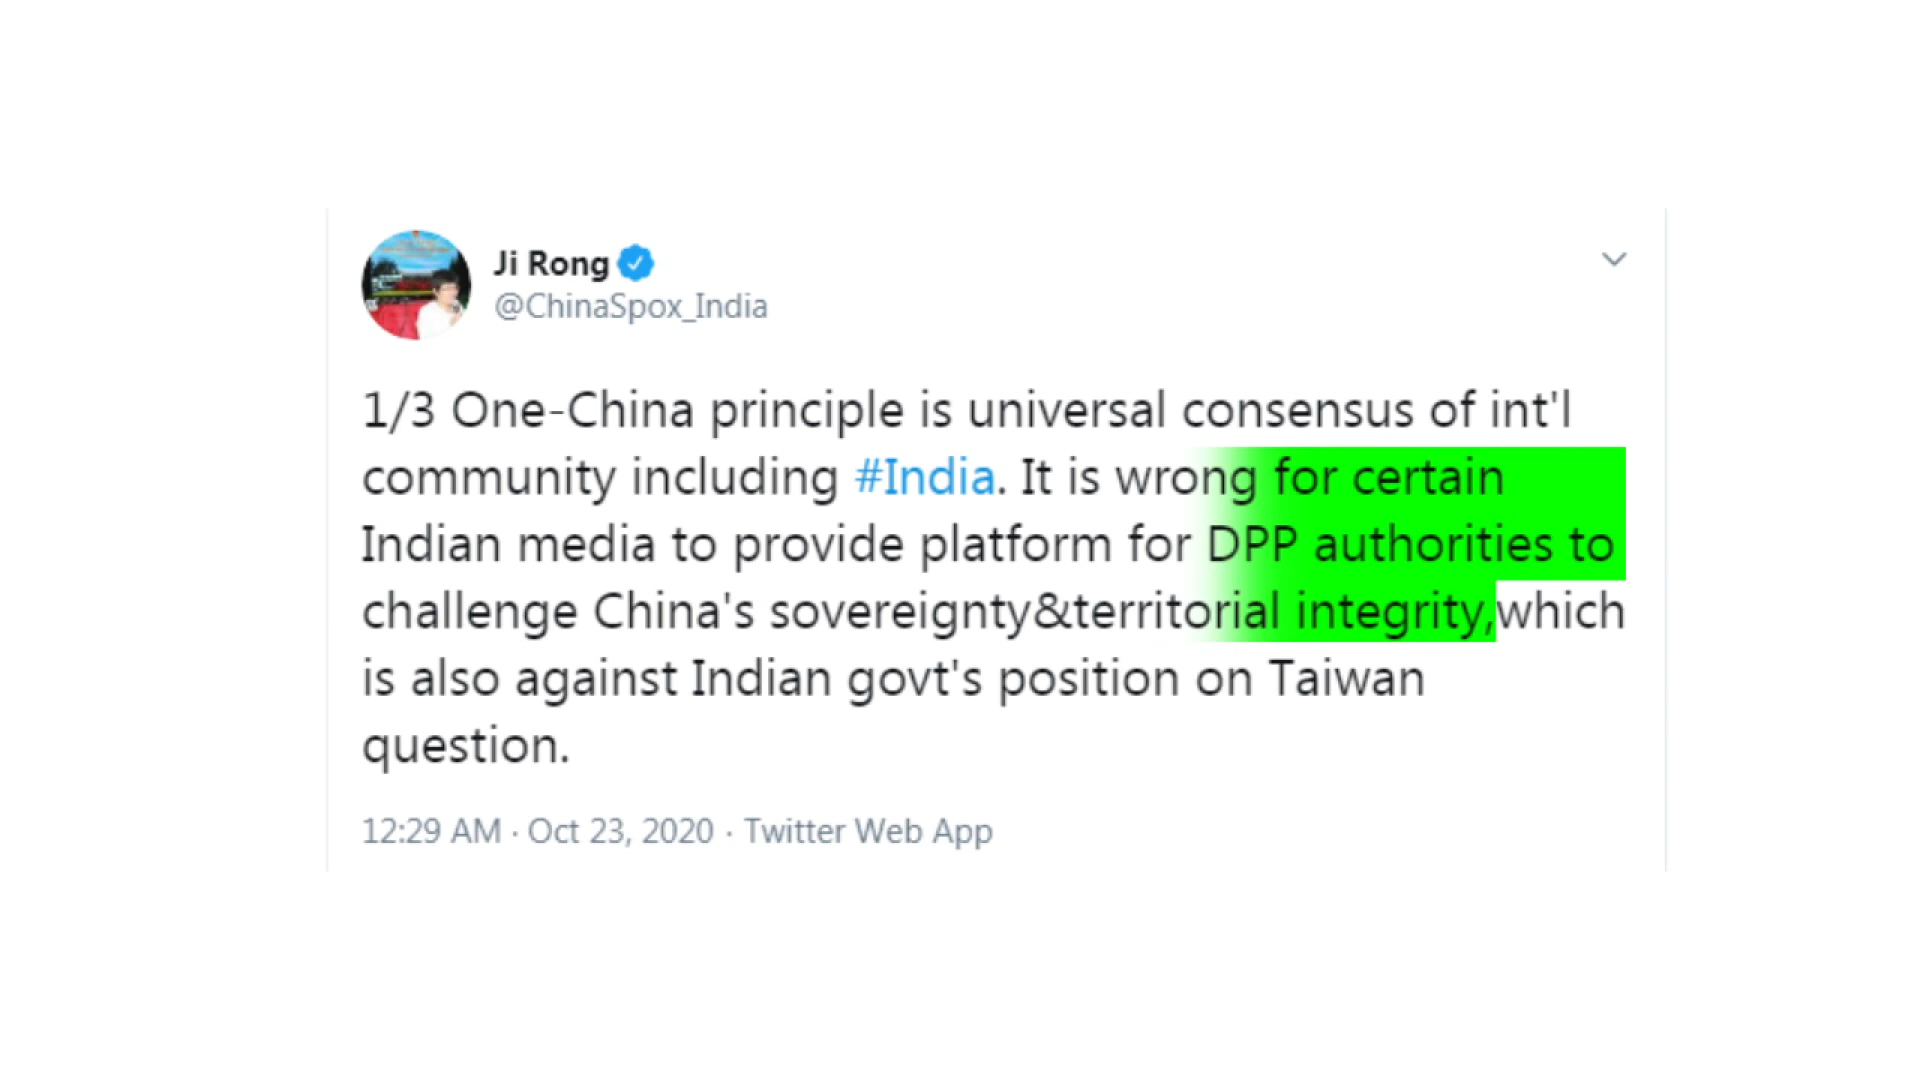 Ji Rong
@ChinaSpox_India
1/3 One-China principle is universal consensus of int'l
community including #India. It is wrong for certain
Indian media to provide platform for DPP authorities to
challenge China's sovereignty&territorial integrity,which
is also against Indian govt's position on Taiwan
question.
12:29 AM · Oct 23, 2020 · Twitter Web App